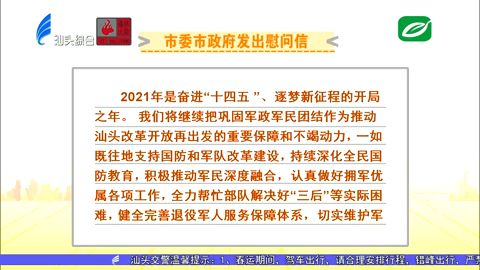 汕头综合
市委市政府发出慰问信
2021年是奋进“十四五 ”、逐梦新征程的开局
之年。 我们将继续把巩固军政军民团结作为推动
汕头改革开放再出发的重要保障和不竭动力，一如
既往地支持国防和军队改革建设，持续深化全民国
防教育，积极推动军民深度融合，认真做好拥军优
属各项工作，全力帮忙部队解决好“三后”等实际困
难，健全完善退役军人服务保障体系，切实维护军
汕头交警温馨提示：1、春运期间，驾车出行，请合理安排行程，错峰出行，严